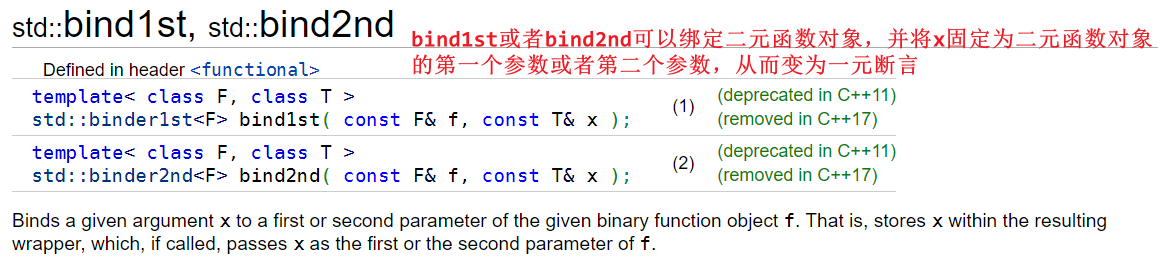 std::bind1st, std::bind2nd
bind1st或者bind2nd可以绑定二元函数对象，并将x固定为二元函数对象
的第一个参数或者第二个参数，从而变为一元断言
Defined in header <functional>
template< class F, class T >
std::binder1st<F> bind1st( const F& f, const T& x );
(1)
(deprecated in C++11)
(removed in C++17)
template< class F, class T >
std::binder2nd<F> bind2nd( const F& f, const T& x );
(2)
(deprecated in C++11)
(removed in C++17)
Binds a given argument x to a first or second parameter of the given binary function object f. That is, stores x within the resulting
wrapper, which, if called, passes x as the first or the second parameter of f.